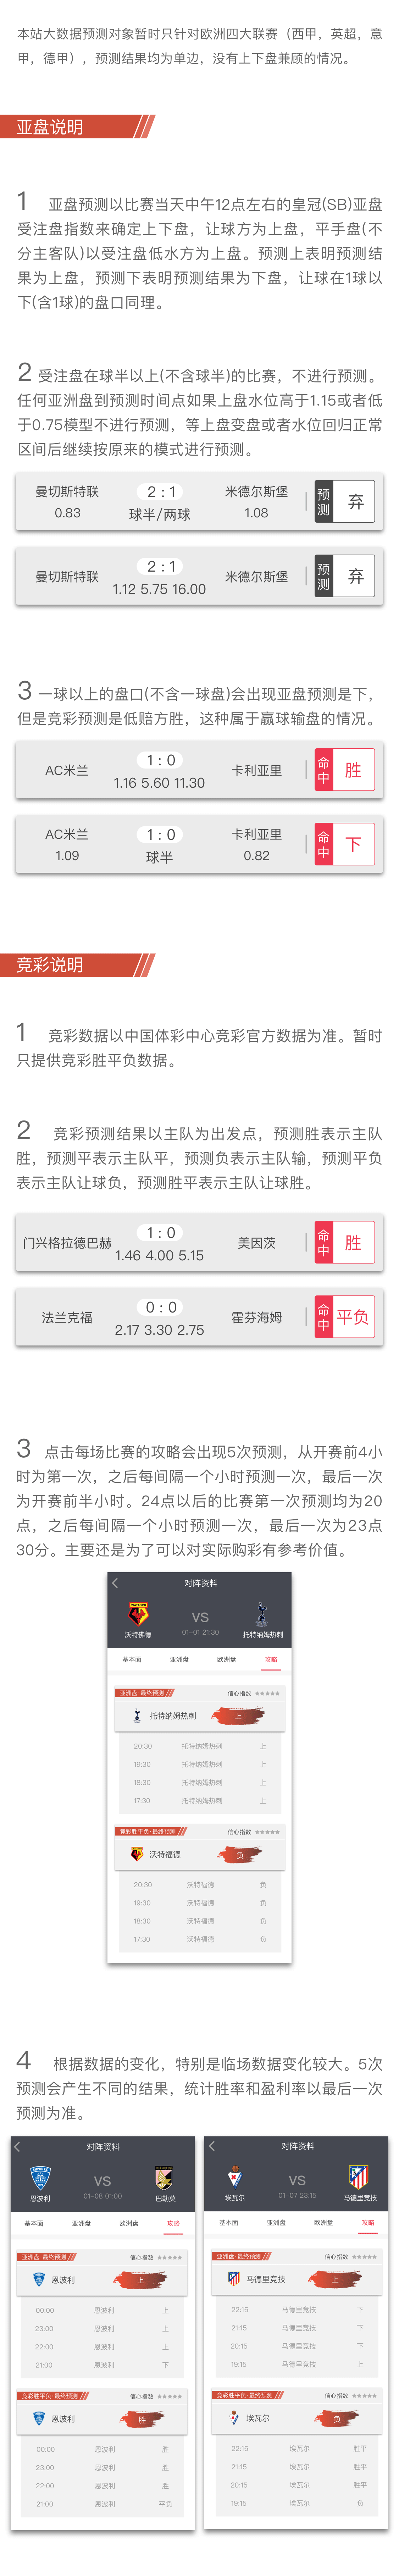 本站大数据预测对象暂时只针对欧洲四大联赛（西甲，英超，意
甲，德甲），预测结果均为单边，没有上下盘兼顾的情况。
亚盘说明
1 亚盘预测以比赛当天中午12点左右的皇冠(SB)亚盘
受注盘指数来确定上下盘，让球方为上盘，平手盘(不
分主客队)以受注盘低水方为上盘。预测上表明预测结
果为上盘，预测下表明预测结果为下盘，让球在1球以
下(含1球)的盘口同理。
2 受注盘在球半以上(不含球半)的比赛，不进行预测。
任何亚洲盘到预测时间点如果上盘水位高于1.15或者低
于0.75模型不进行预测，等上盘变盘或者水位回归正常
区间后继续按原来的模式进行预测。
曼切斯特联 2 : 1 米德尔斯堡 预测 弃
0.83 球半/两球 1.08
曼切斯特联 2 : 1 米德尔斯堡 预测 弃
1.12 5.75 16.00
3 一球以上的盘口(不含一球盘)会出现亚盘预测是下，
但是竞彩预测是低赔方胜，这种属于赢球输盘的情况。
AC米兰 1 : 0 卡利亚里 命中 胜
1.16 5.60 11.30
AC米兰 1 : 0 卡利亚里 命中 下
1.09 球半 0.82
竞彩说明
1 竞彩数据以中国体彩中心竞彩官方数据为准。暂时
只提供竞彩胜平负数据。
2 竞彩预测结果以主队为出发点，预测胜表示主队
胜，预测平表示主队平，预测负表示主队输，预测平负
表示主队让球负，预测胜平表示主队让球胜。
门兴格拉德巴赫 1 : 0 美因茨 命中 胜
1.46 4.00 5.15
法兰克福 0 : 0 霍芬海姆 命中 平负
2.17 3.30 2.75
3 点击每场比赛的攻略会出现5次预测，从开赛前4小
时为第一次，之后每间隔一个小时预测一次，最后一次
为开赛前半小时。24点以后的比赛第一次预测均为20
点，之后每间隔一个小时预测一次，最后一次为23点
30分。主要还是为了可以对实际购彩有参考价值。
对阵资料
VS
沃特佛德 01-01 21:30 托特纳姆热刺
基本面 亚洲盘 欧洲盘 攻略
亚洲盘·最终预测 信心指数 ★★★★★
托特纳姆热刺 上
20:30 托特纳姆热刺 上
19:30 托特纳姆热刺 上
18:30 托特纳姆热刺 上
17:30 托特纳姆热刺 上
竞彩胜平负·最终预测 信心指数 ★★★★★
沃特福德 负
20:30 沃特福德 负
19:30 沃特福德 负
18:30 沃特福德 负
17:30 沃特福德 负
4 根据数据的变化，特别是临场数据变化较大。5次
预测会产生不同的结果，统计胜率和盈利率以最后一次
预测为准。
对阵资料
VS
恩波利 01-08 01:00 巴勒莫
基本面 亚洲盘 欧洲盘 攻略
亚洲盘·最终预测 信心指数 ★★★★★
恩波利 上
00:00 恩波利 上
23:00 恩波利 上
22:00 恩波利 上
21:00 恩波利 下
竞彩胜平负·最终预测 信心指数 ★★★★★
恩波利 胜
00:00 恩波利 胜
23:00 恩波利 胜
22:00 恩波利 胜
21:00 恩波利 平负
对阵资料
VS
埃瓦尔 01-07 23:15 马德里竞技
基本面 亚洲盘 欧洲盘 攻略
亚洲盘·最终预测 信心指数 ★★★★★
马德里竞技 上
22:15 马德里竞技 下
21:15 马德里竞技 下
20:15 马德里竞技 下
19:15 马德里竞技 上
竞彩胜平负·最终预测 信心指数 ★★★★★
埃瓦尔 负
22:15 埃瓦尔 胜平
21:15 埃瓦尔 胜平
20:15 埃瓦尔 胜平
19:15 埃瓦尔 负